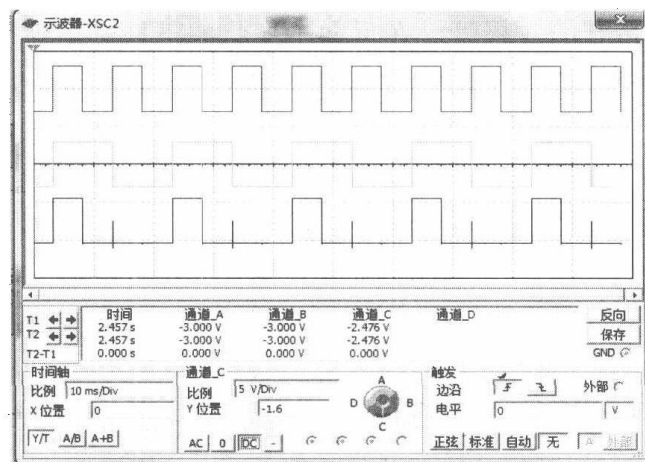 示波器-XSC2
时间 通道_A 通道_B 通道_C 通道_D
T1 2.457 s -3.000 V -3.000 V -2.476 V
T2 2.457 s -3.000 V -3.000 V -2.476 V
T2-T1 0.000 s 0.000 V 0.000 V 0.000 V
反向
保存
GND
时间轴
比例 10 ms/Div
X 位置 0
Y/T A/B A+B
通道_C
比例 5 V/Div
Y 位置 -1.6
AC 0 DC -
A
D B
C
触发
边沿 外部
电平 0 V
正弦 标准 自动 无 A 外部